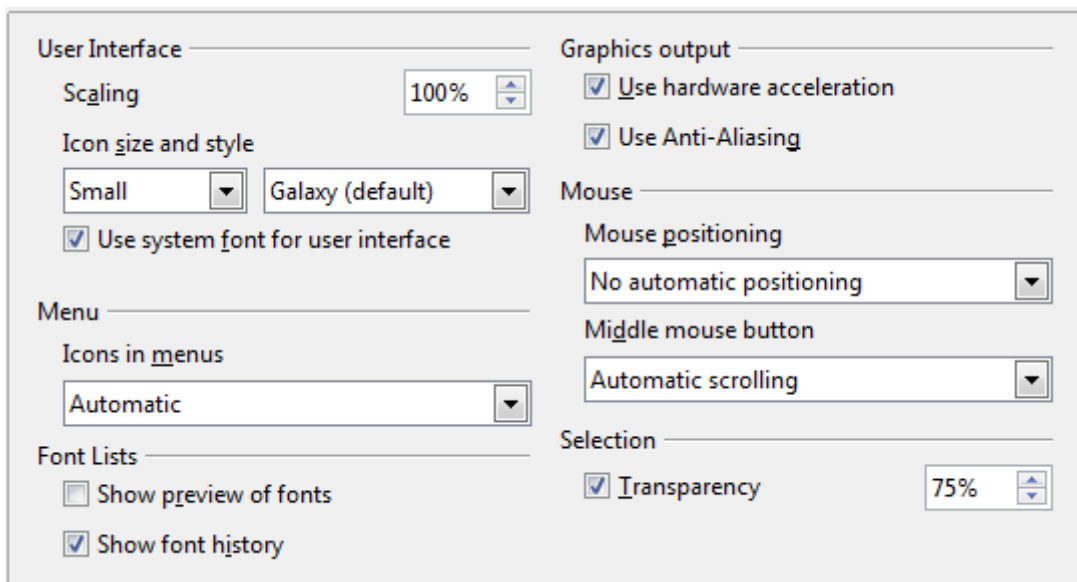 User Interface
Scaling 100%
Icon size and style
Small Galaxy (default)
Use system font for user interface
Menu
Icons in menus
Automatic
Font Lists
Show preview of fonts
Show font history
Graphics output
Use hardware acceleration
Use Anti-Aliasing
Mouse
Mouse positioning
No automatic positioning
Middle mouse button
Automatic scrolling
Selection
Transparency 75%